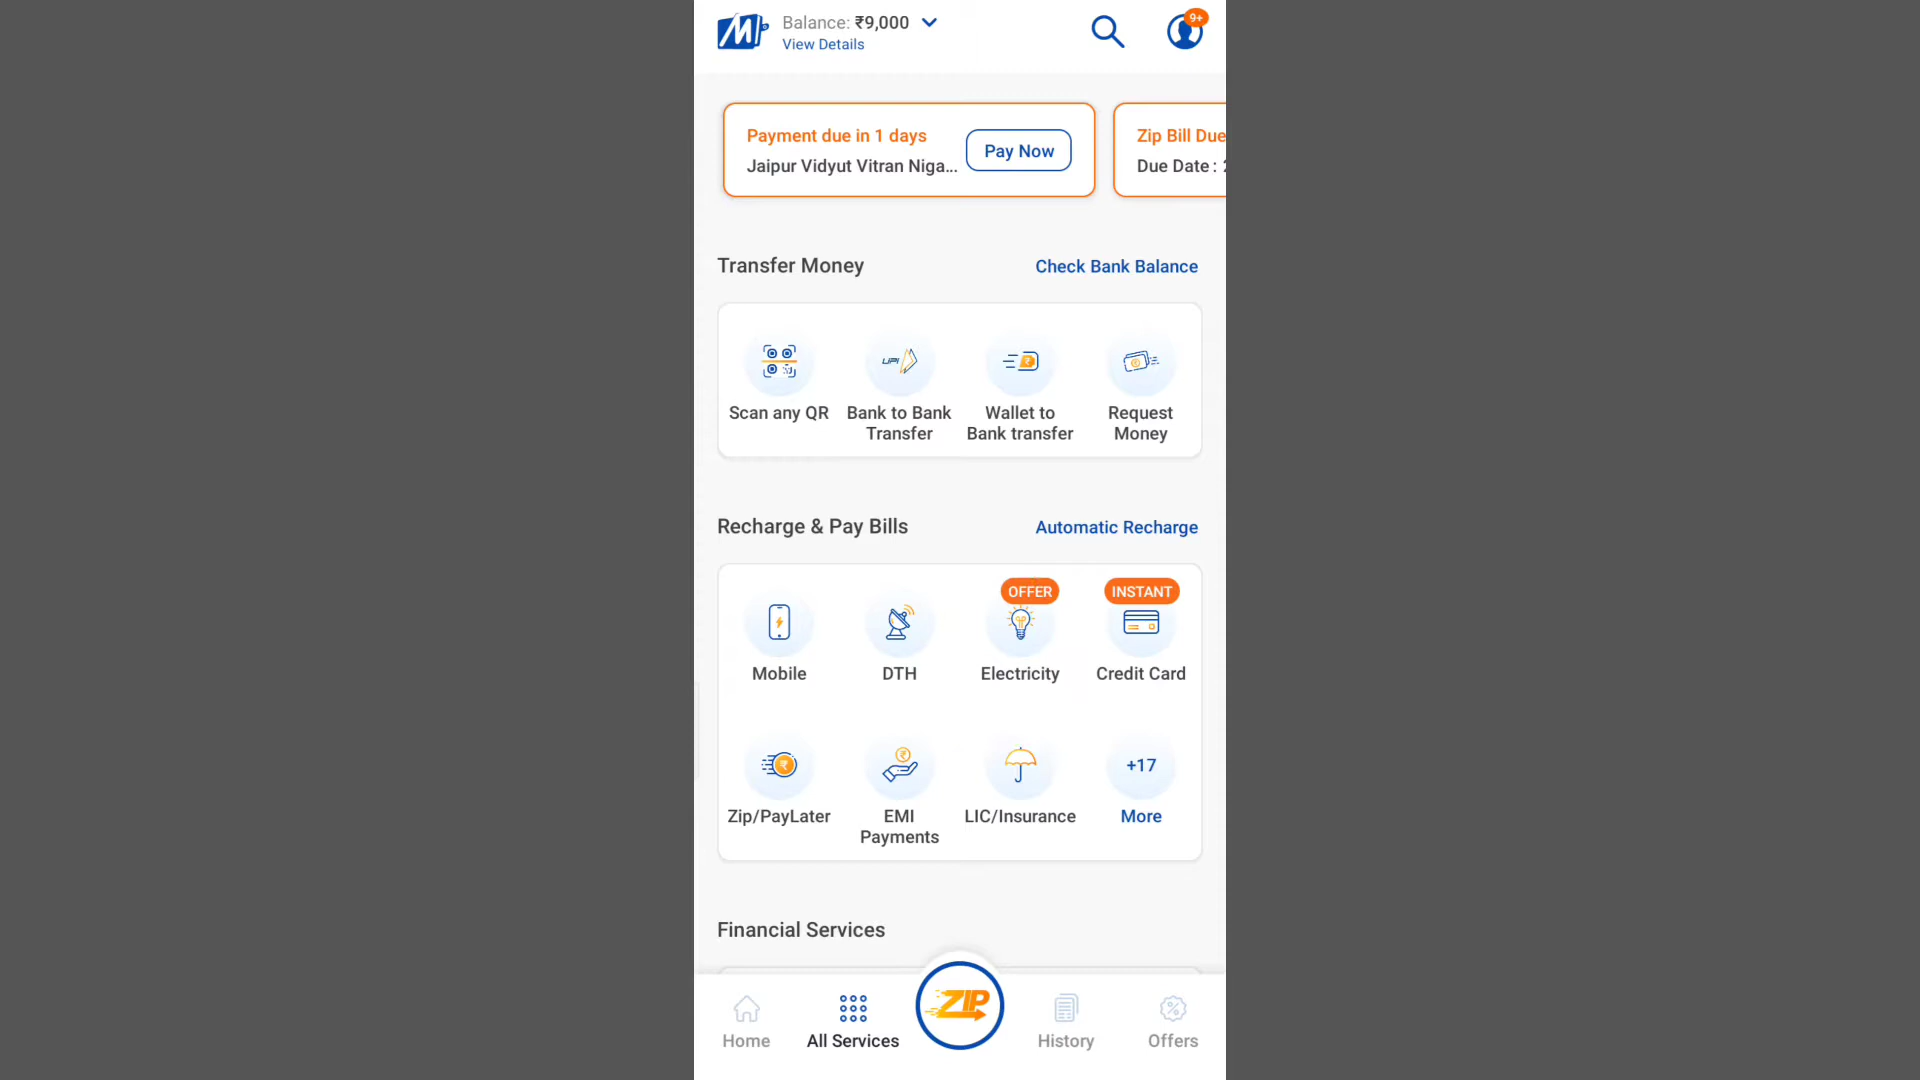 Balance: ₹9,000
View Details
9+
Payment due in 1 days
Jaipur Vidyut Vitran Niga...
Pay Now
Zip Bill Due
Due Date :
Transfer Money
Check Bank Balance
UPI
Scan any QR
Bank to Bank Transfer
Wallet to Bank transfer
Request Money
Recharge & Pay Bills
Automatic Recharge
OFFER
INSTANT
Mobile
DTH
Electricity
Credit Card
+17
Zip/PayLater
EMI Payments
LIC/Insurance
More
Financial Services
ZIP
Home
All Services
History
Offers